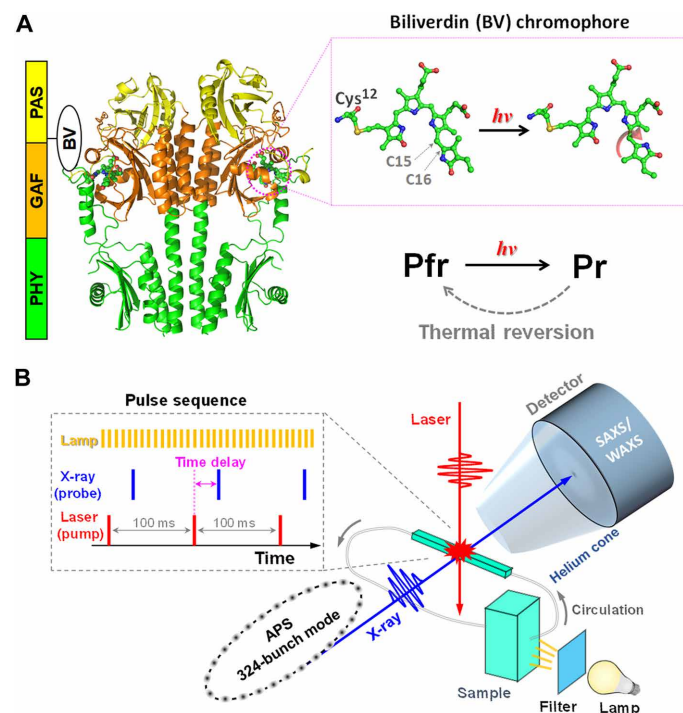 A
Biliverdin (BV) chromophore
PAS
BV
GAF
PHY
Cys12
hν
C15
C16
Pfr
hν
Pr
Thermal reversion
B
Pulse sequence
Lamp
X-ray
(probe)
Time delay
Laser
(pump)
100 ms
100 ms
Time
Laser
Detector
SAXS/
WAXS
Helium cone
X-ray
APS
324-bunch mode
Circulation
Sample
Filter
Lamp